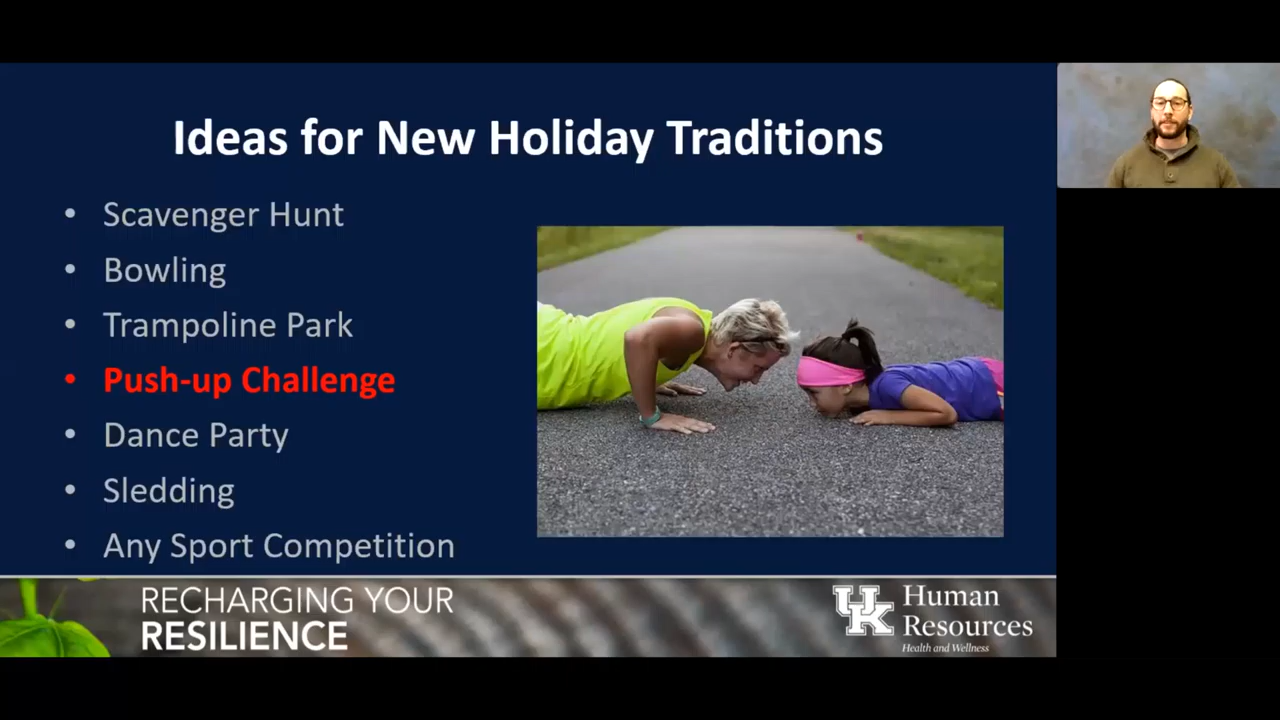 Ideas for New Holiday Traditions
• Scavenger Hunt
• Bowling
• Trampoline Park
• Push-up Challenge
• Dance Party
• Sledding
• Any Sport Competition
RECHARGING YOUR
RESILIENCE
UK
Human
Resources
Health and Wellness